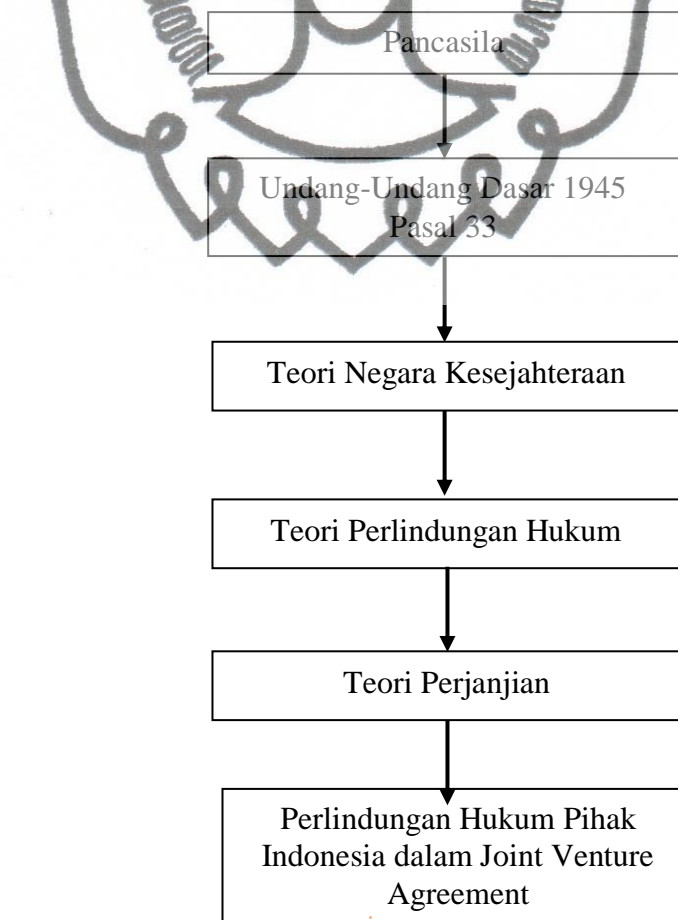 Pancasila
Undang-Undang Dasar 1945
Pasal 33
Teori Negara Kesejahteraan
Teori Perlindungan Hukum
Teori Perjanjian
Perlindungan Hukum Pihak
Indonesia dalam Joint Venture
Agreement